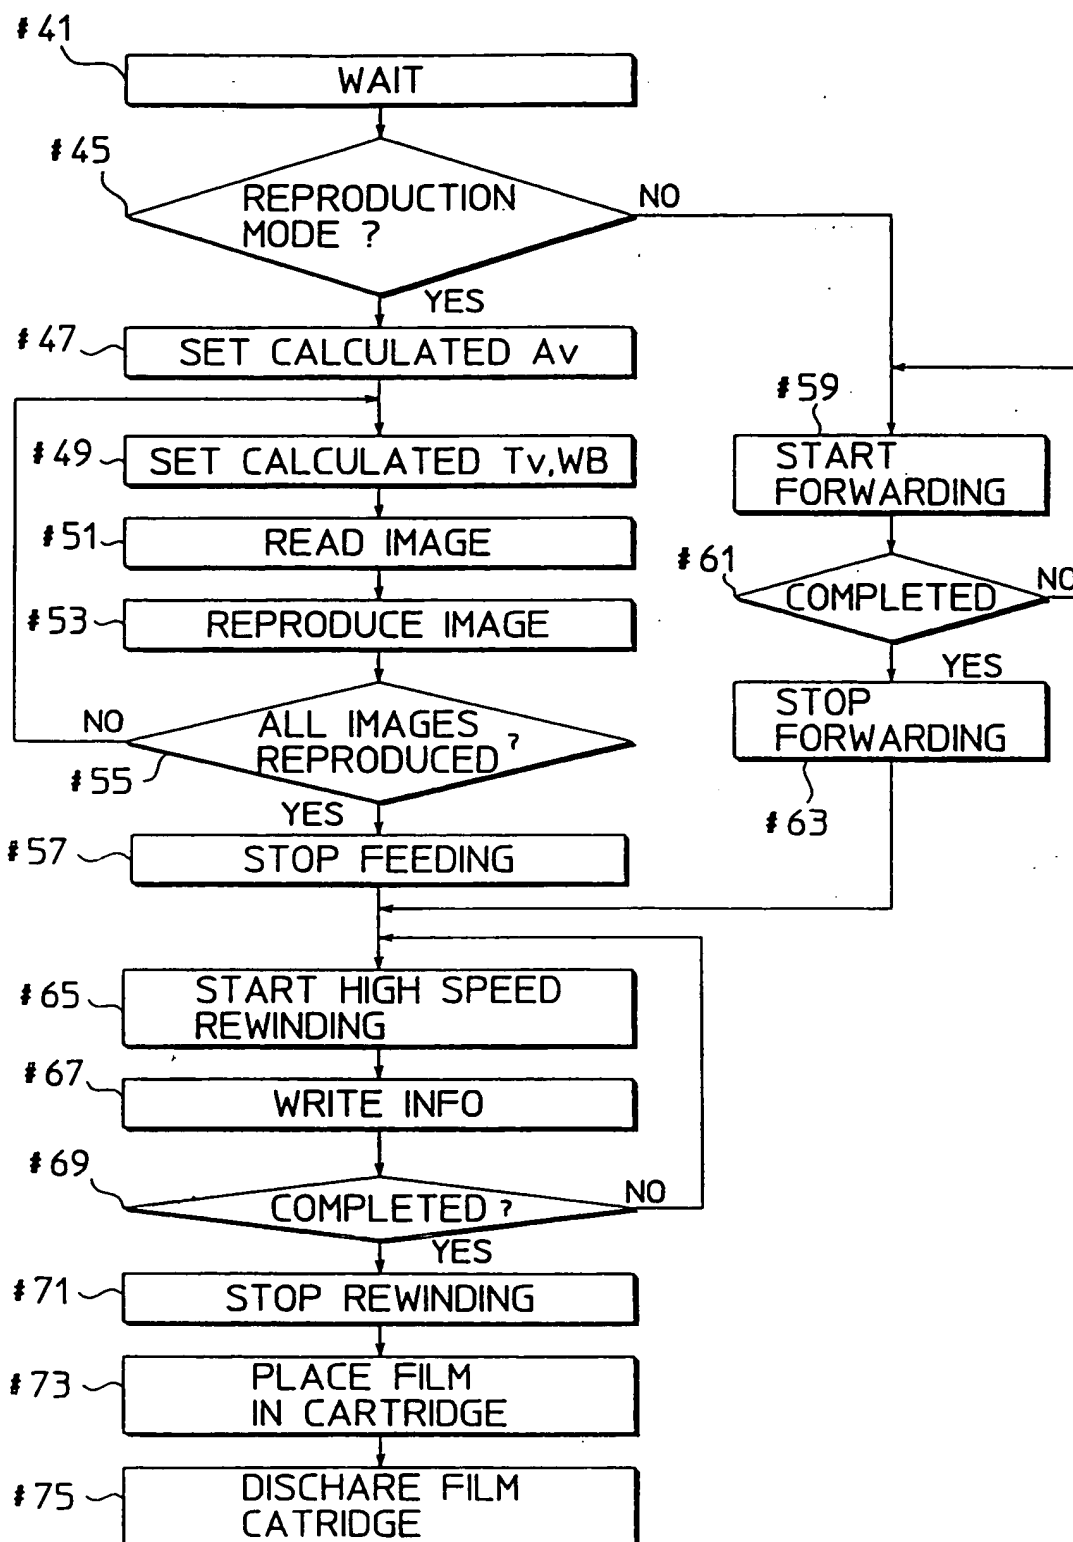 #41
WAIT
#45
REPRODUCTION
MODE ?
NO
YES
#47
SET CALCULATED Av
#49
SET CALCULATED Tv,WB
#51
READ IMAGE
#53
REPRODUCE IMAGE
ALL IMAGES
REPRODUCED ?
NO
#55
YES
#57
STOP FEEDING
#59
START
FORWARDING
#61
COMPLETED
NO
YES
STOP
FORWARDING
#63
#65
START HIGH SPEED
REWINDING
#67
WRITE INFO
#69
COMPLETED ?
NO
YES
#71
STOP REWINDING
#73
PLACE FILM
IN CARTRIDGE
#75
DISCHARE FILM
CATRIDGE